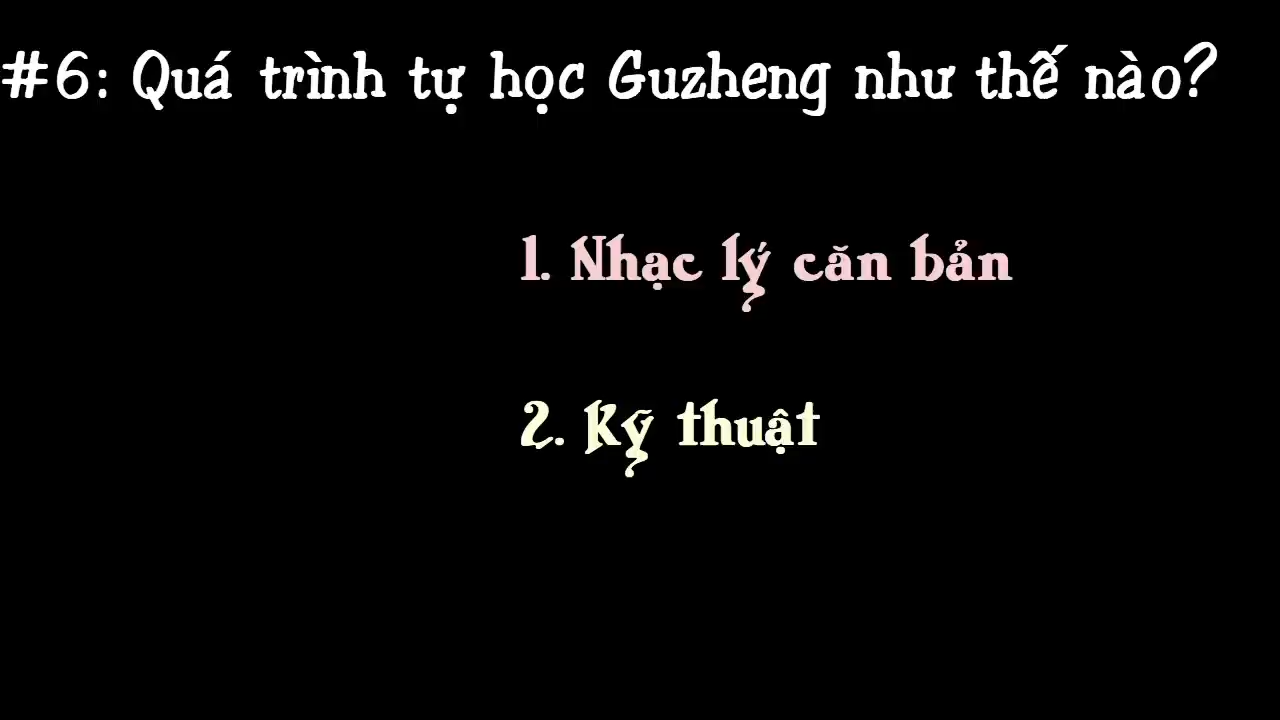 #6: Quá trình tự học Guzheng như thế nào?
1. Nhạc lý căn bản
2. Kỹ thuật